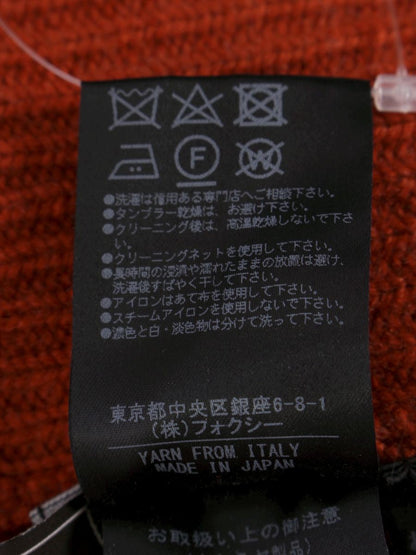 F
W
●洗濯は信用ある専門店へご相談下さい。
●タンブラー乾燥は、お避け下さい。
●クリーニング後は、高温乾燥しないで下さ
い。
●クリーニングネットを使用して下さい。
●長時間の浸漬や濡れたままの放置は避け、
洗濯後すばやく干して下さい。
●アイロンはあて布を使用して下さい。
●スチームアイロンを使用して下さい。
●濃色と白・淡色物は分けて洗って下さい。
東京都中央区銀座6-8-1
(株)フォクシー
YARN FROM ITALY
MADE IN JAPAN
お取扱い上の御注意